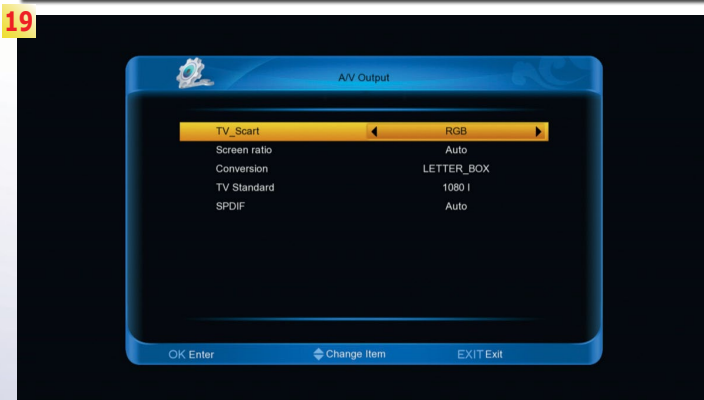 19
A/V Output
TV_Scart RGB
Screen ratio Auto
Conversion LETTER_BOX
TV Standard 1080 I
SPDIF Auto
OK Enter Change Item EXIT Exit